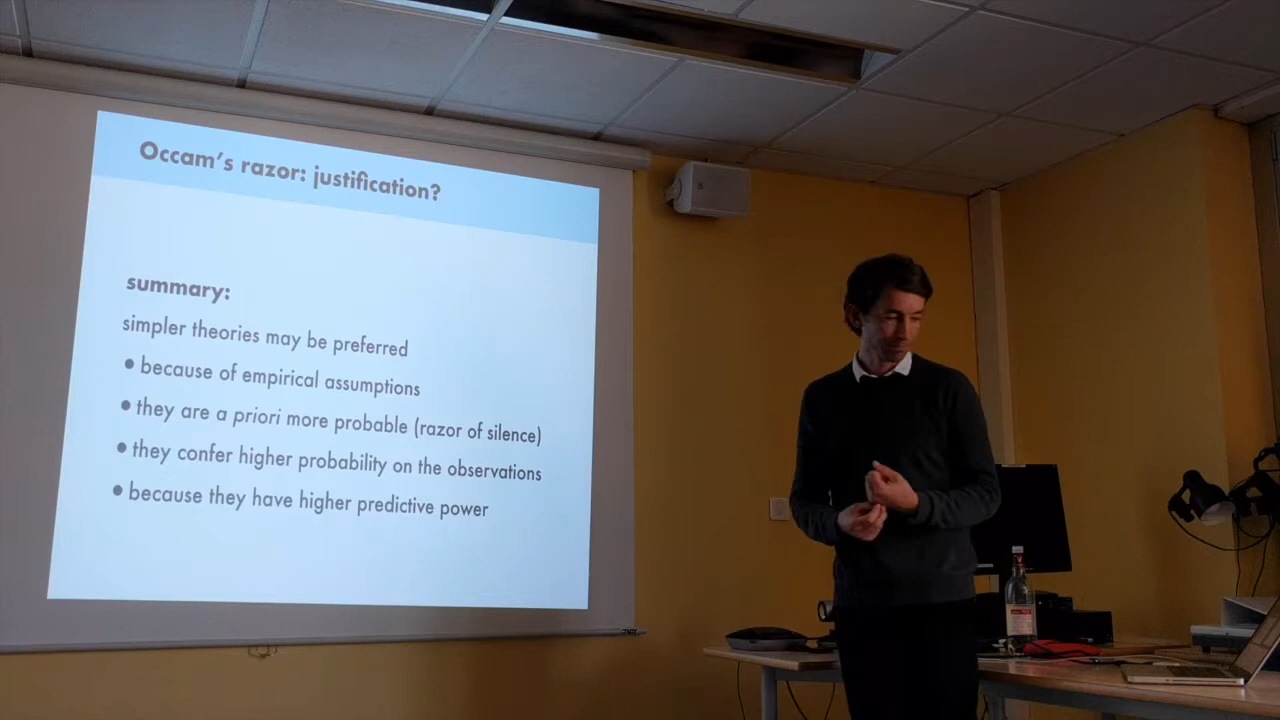 Occam's razor: justification?
summary:
simpler theories may be preferred
• because of empirical assumptions
• they are a priori more probable (razor of silence)
• they confer higher probability on the observations
• because they have higher predictive power